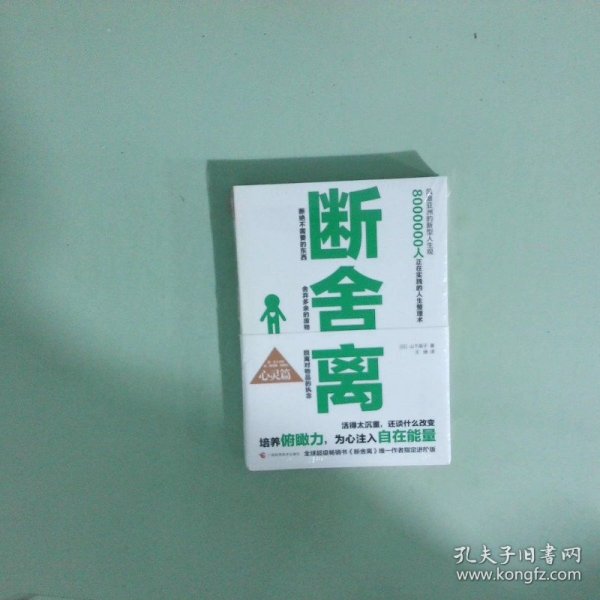 断舍离
风靡亚洲的新型人生观
8000000人正在实践的人生整理术
断绝不需要的东西
舍弃多余的废物
脱离对物品的执念
[日] 山下英子 著
心灵篇
活得太沉重，还谈什么改变
培养俯瞰力，为心注入自在能量
全球超级畅销书《断舍离》唯一作者指定进阶版
孔夫子旧书网
www.kongfz.com